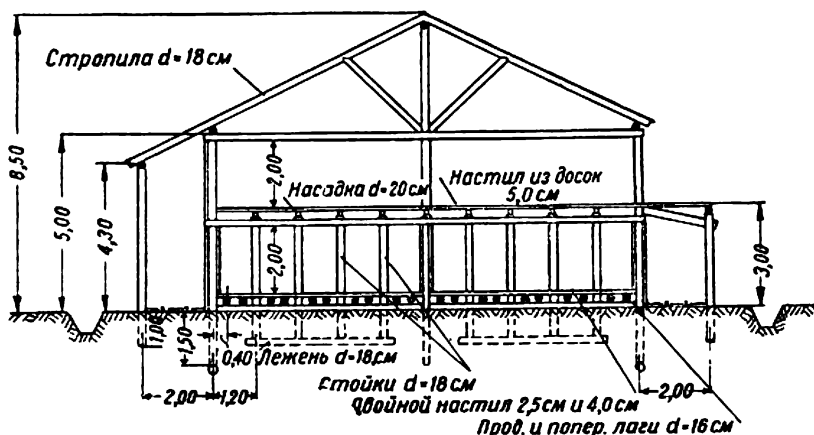 Стропила d=18см
8,50
5,00
4,30
2,00
Насадка d=20см
Настил из досок
5,0см
2,00
3,00
1,00
1,50
0,40 Лежень d=18см
2,00
1,20
Стойки d=18см
Двойной настил 2,5см и 4,0см
2,00
Прод. и попер. лаги d=16см